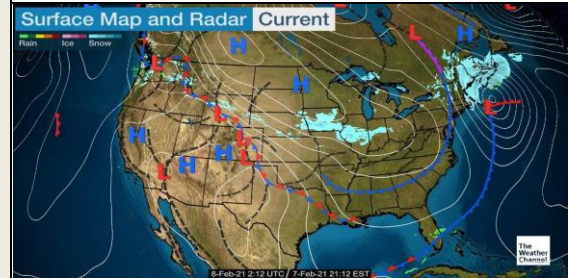 Surface Map and Radar Current
Rain Ice Snow
L
H
H
L
H
L
L
H
L
H
H
L
L
The
Weather
Channel
8-Feb-21 2:12 UTC / 7-Feb-21 21:12 EST